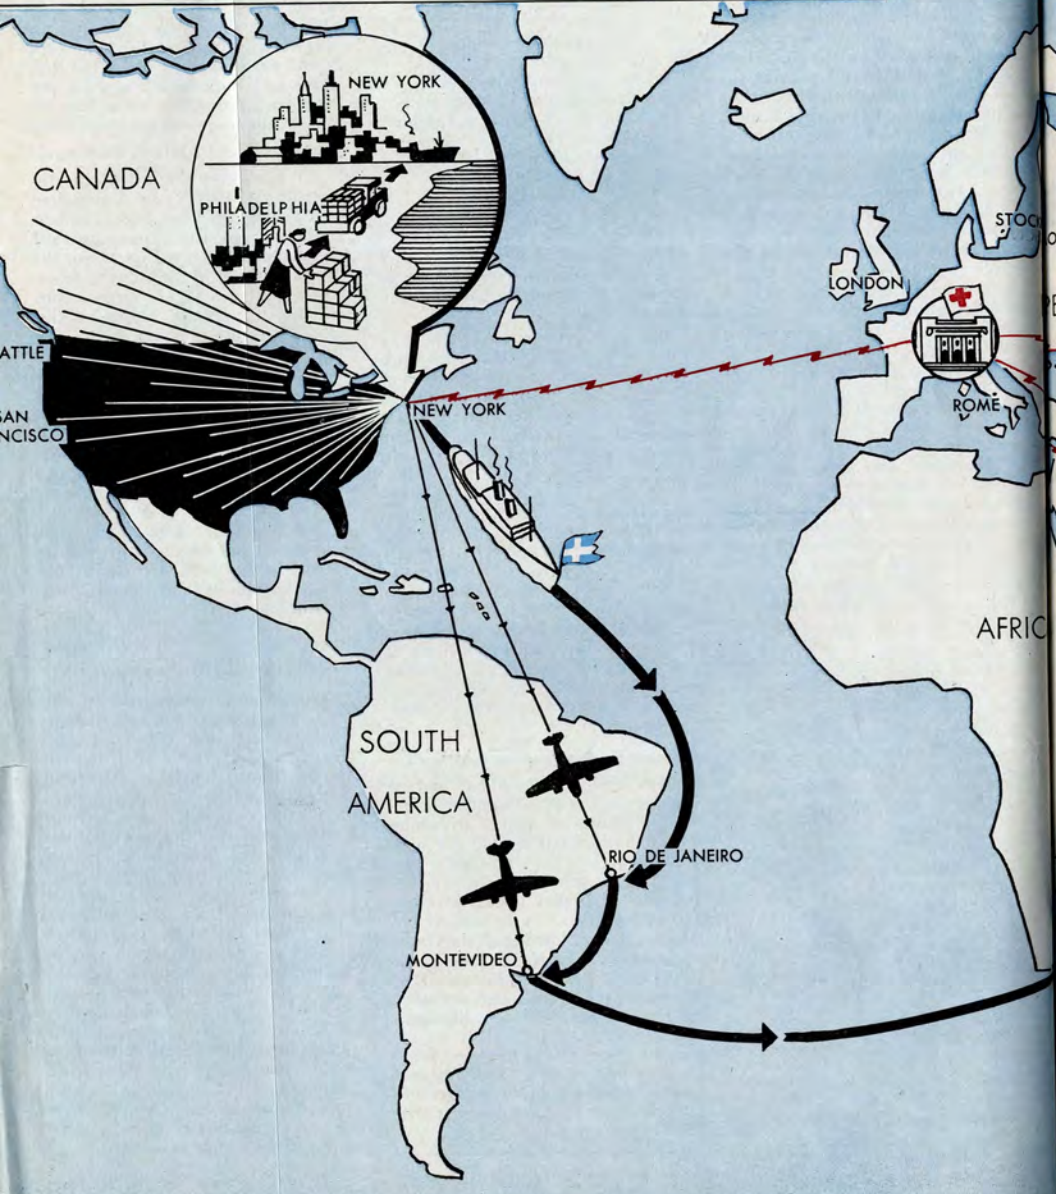 NEW YORK
CANADA
PHILADELPHIA
STOC
LONDON
ATTLE
ROME
NEW YORK
SAN
NCISCO
AFRIC
SOUTH
AMERICA
RIO DE JANEIRO
MONTEVIDEO